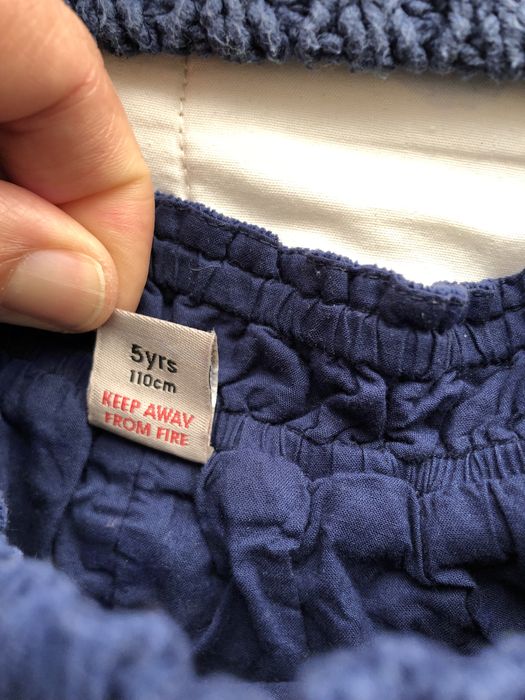 5yrs
110cm
KEEP AWAY
FROM FIRE